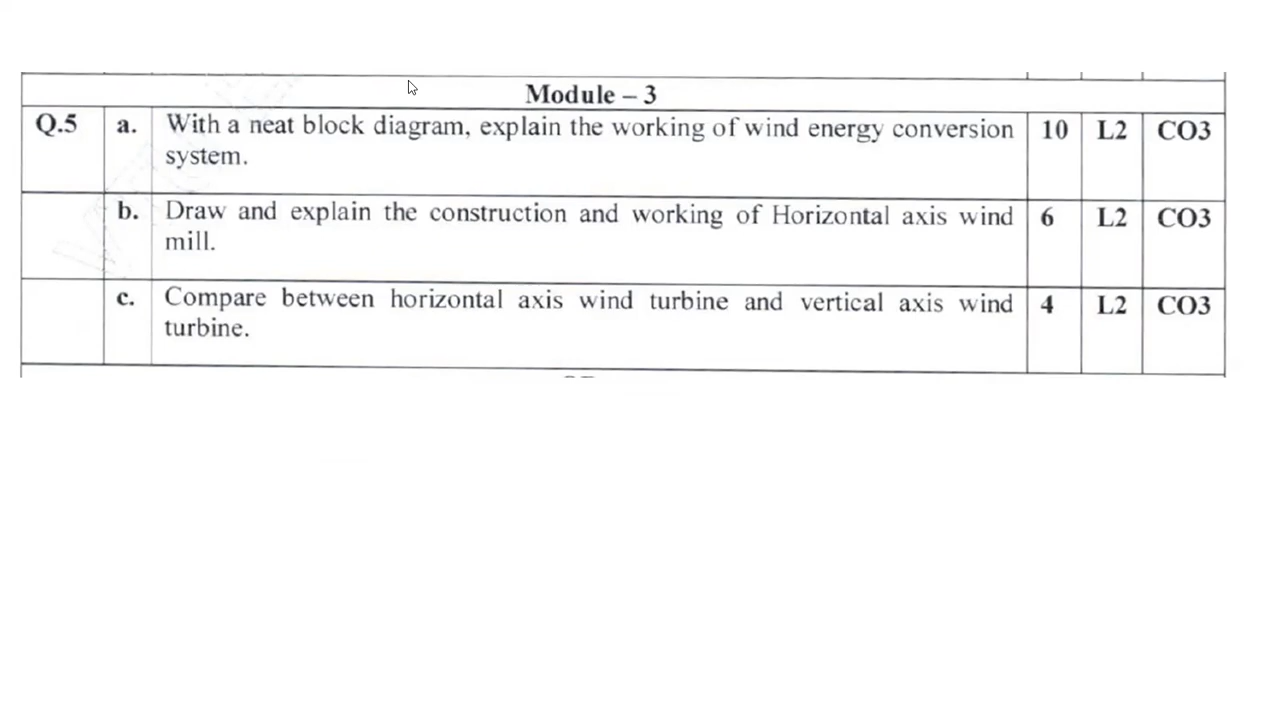 Module – 3
Q.5 a. With a neat block diagram, explain the working of wind energy conversion 10 L2 CO3
system.
b. Draw and explain the construction and working of Horizontal axis wind 6 L2 CO3
mill.
c. Compare between horizontal axis wind turbine and vertical axis wind 4 L2 CO3
turbine.